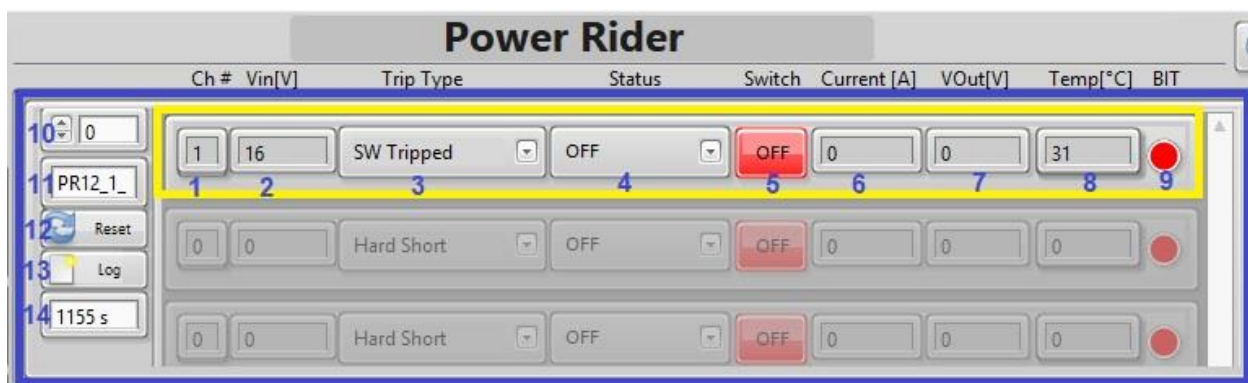 Power Rider
Ch # Vin[V] Trip Type Status Switch Current [A] VOut[V] Temp[°C] BIT
10 0
11 PR12_1_
12 Reset
13 Log
14 1155 s
1 16 SW Tripped OFF OFF 0 0 31
1 2 3 4 5 6 7 8 9
0 0 Hard Short OFF OFF 0 0 0
0 0 Hard Short OFF OFF 0 0 0